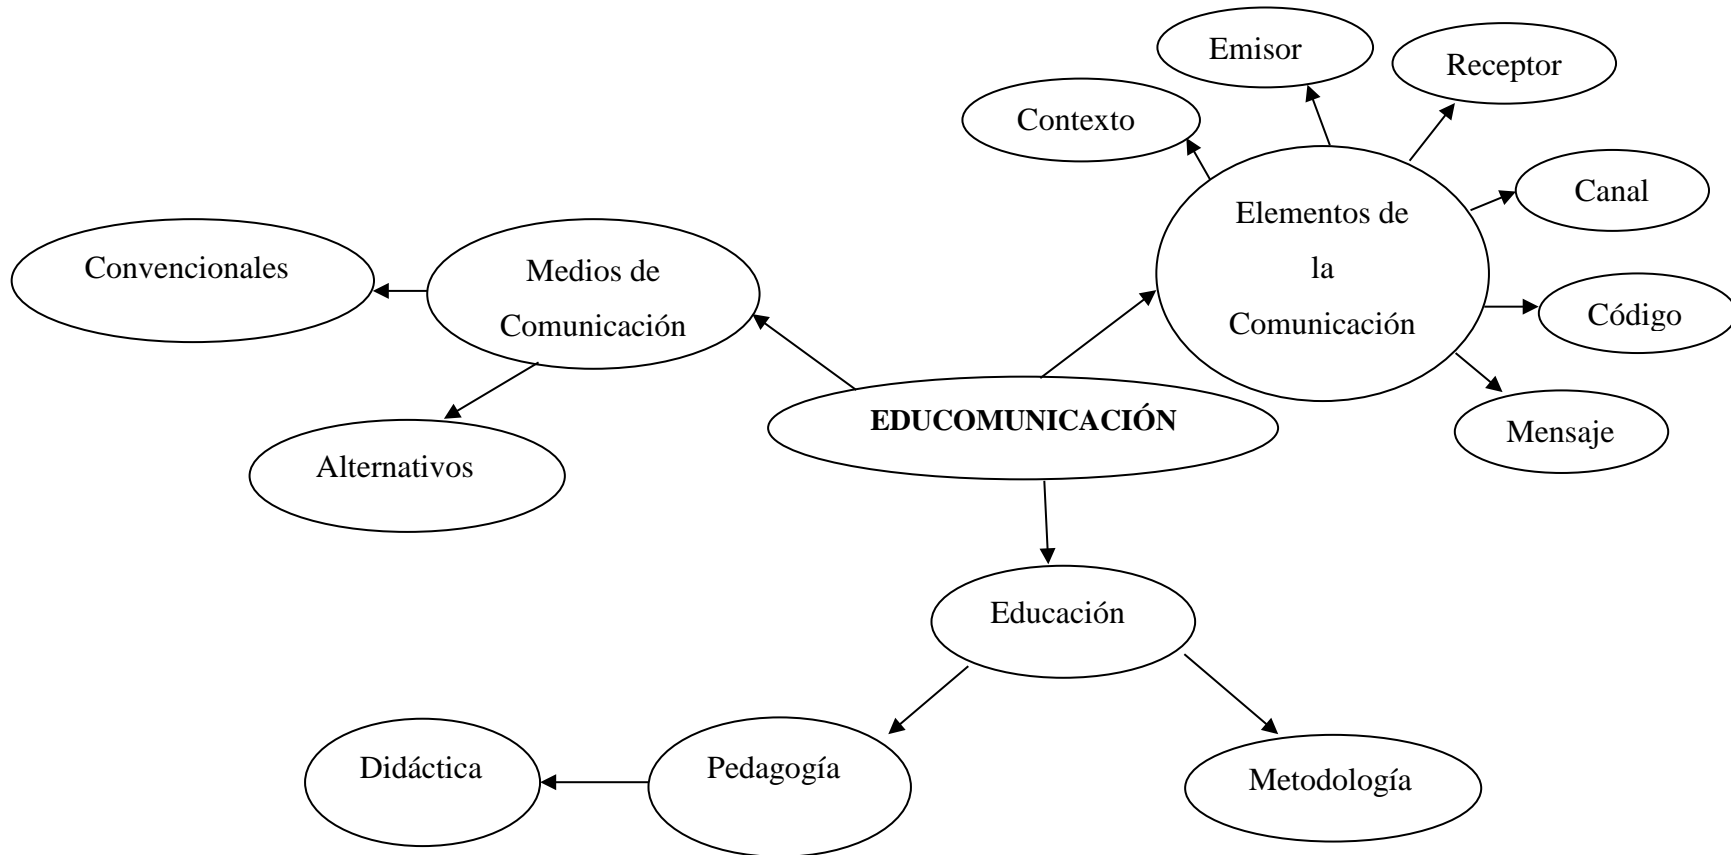 Emisor
Receptor
Contexto
Canal
Elementos de
la
Comunicación
Convencionales
Medios de
Comunicación
Código
EDUCOMUNICACIÓN
Mensaje
Alternativos
Educación
Didáctica
Pedagogía
Metodología